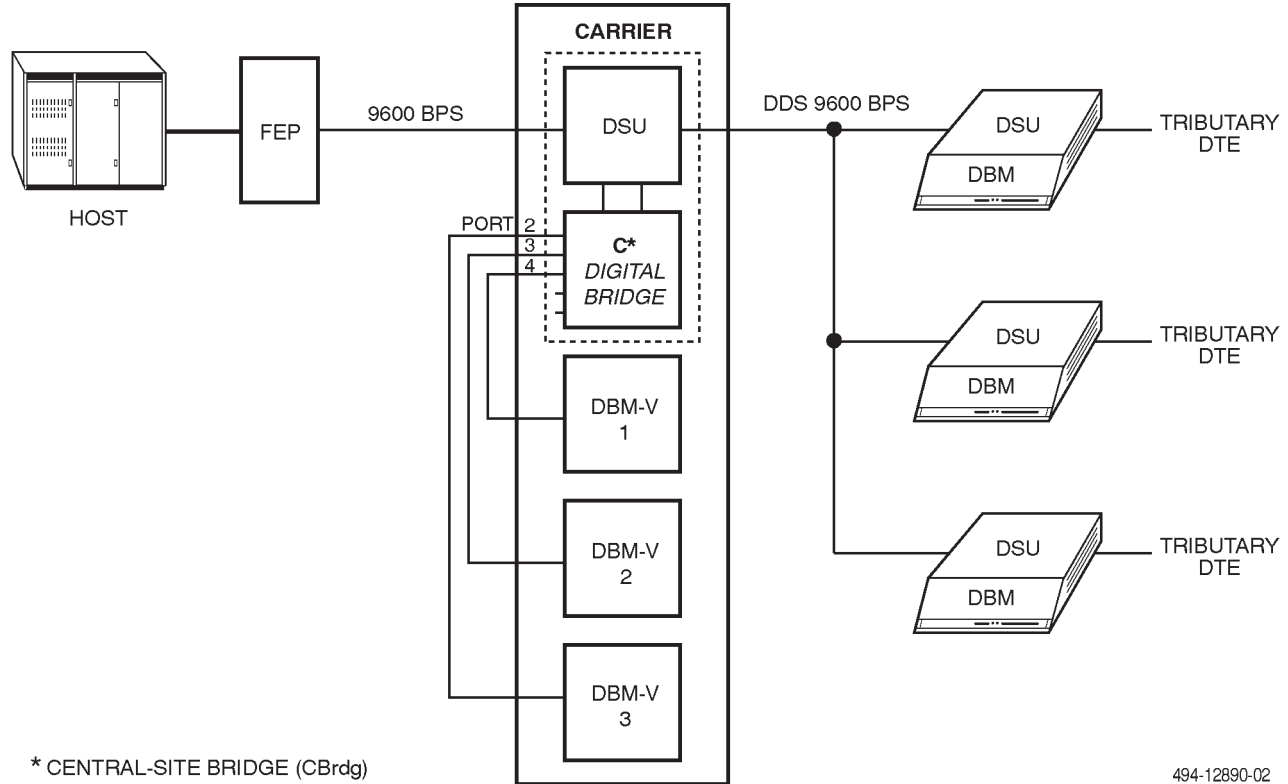 CARRIER
HOST
FEP
9600 BPS
DSU
DDS 9600 BPS
PORT 2
3
4
C*
DIGITAL
BRIDGE
DBM-V
1
DBM-V
2
DBM-V
3
DSU
DBM
TRIBUTARY
DTE
DSU
DBM
TRIBUTARY
DTE
DSU
DBM
TRIBUTARY
DTE
* CENTRAL-SITE BRIDGE (CBrdg)
494-12890-02